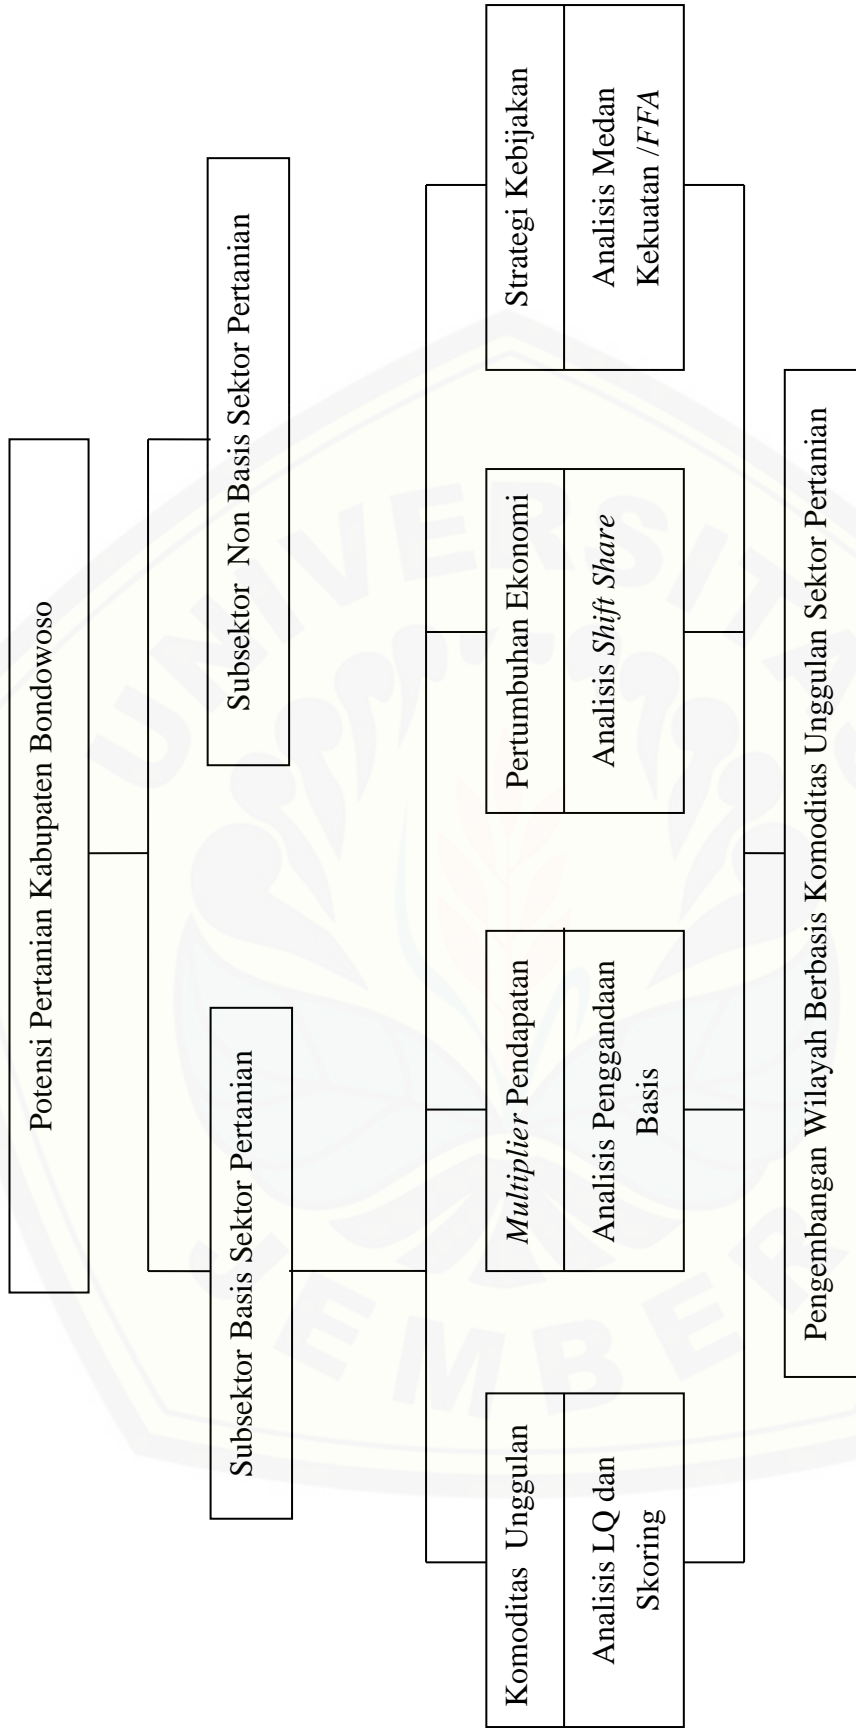 Potensi Pertanian Kabupaten Bondowoso
Subsektor Basis Sektor Pertanian
Subsektor Non Basis Sektor Pertanian
Komoditas Unggulan
Analisis LQ dan
Skoring
Multiplier Pendapatan
Analisis Penggandaan
Basis
Pertumbuhan Ekonomi
Analisis Shift Share
Strategi Kebijakan
Analisis Medan
Kekuatan /FFA
Pengembangan Wilayah Berbasis Komoditas Unggulan Sektor Pertanian
UNIVERSITAS
JEMBER